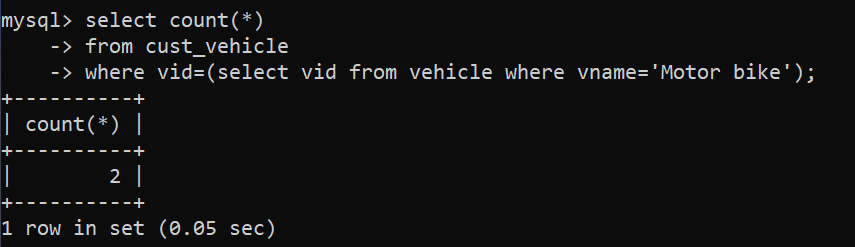 mysql> select count(*)
    -> from cust_vehicle
    -> where vid=(select vid from vehicle where vname='Motor bike');
+----------+
| count(*) |
+----------+
|        2 |
+----------+
1 row in set (0.05 sec)